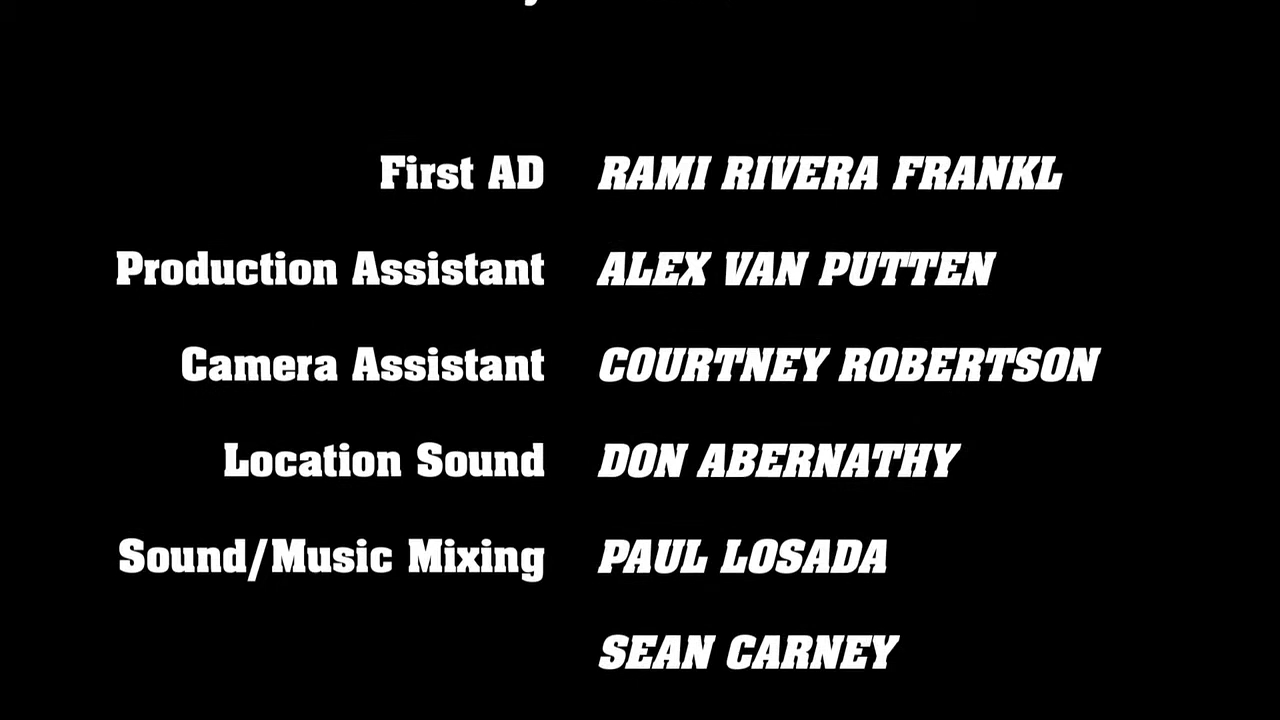 First AD RAMI RIVERA FRANKL
Production Assistant ALEX VAN PUTTEN
Camera Assistant COURTNEY ROBERTSON
Location Sound DON ABERNATHY
Sound/Music Mixing PAUL LOSADA
SEAN CARNEY